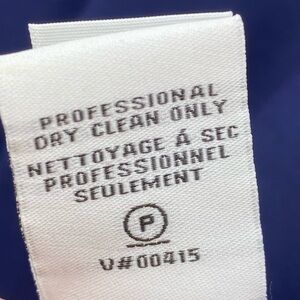 PROFESSIONAL
DRY CLEAN ONLY
NETTOYAGE Á SEC
PROFESSIONNEL
SEULEMENT
P
V#00415